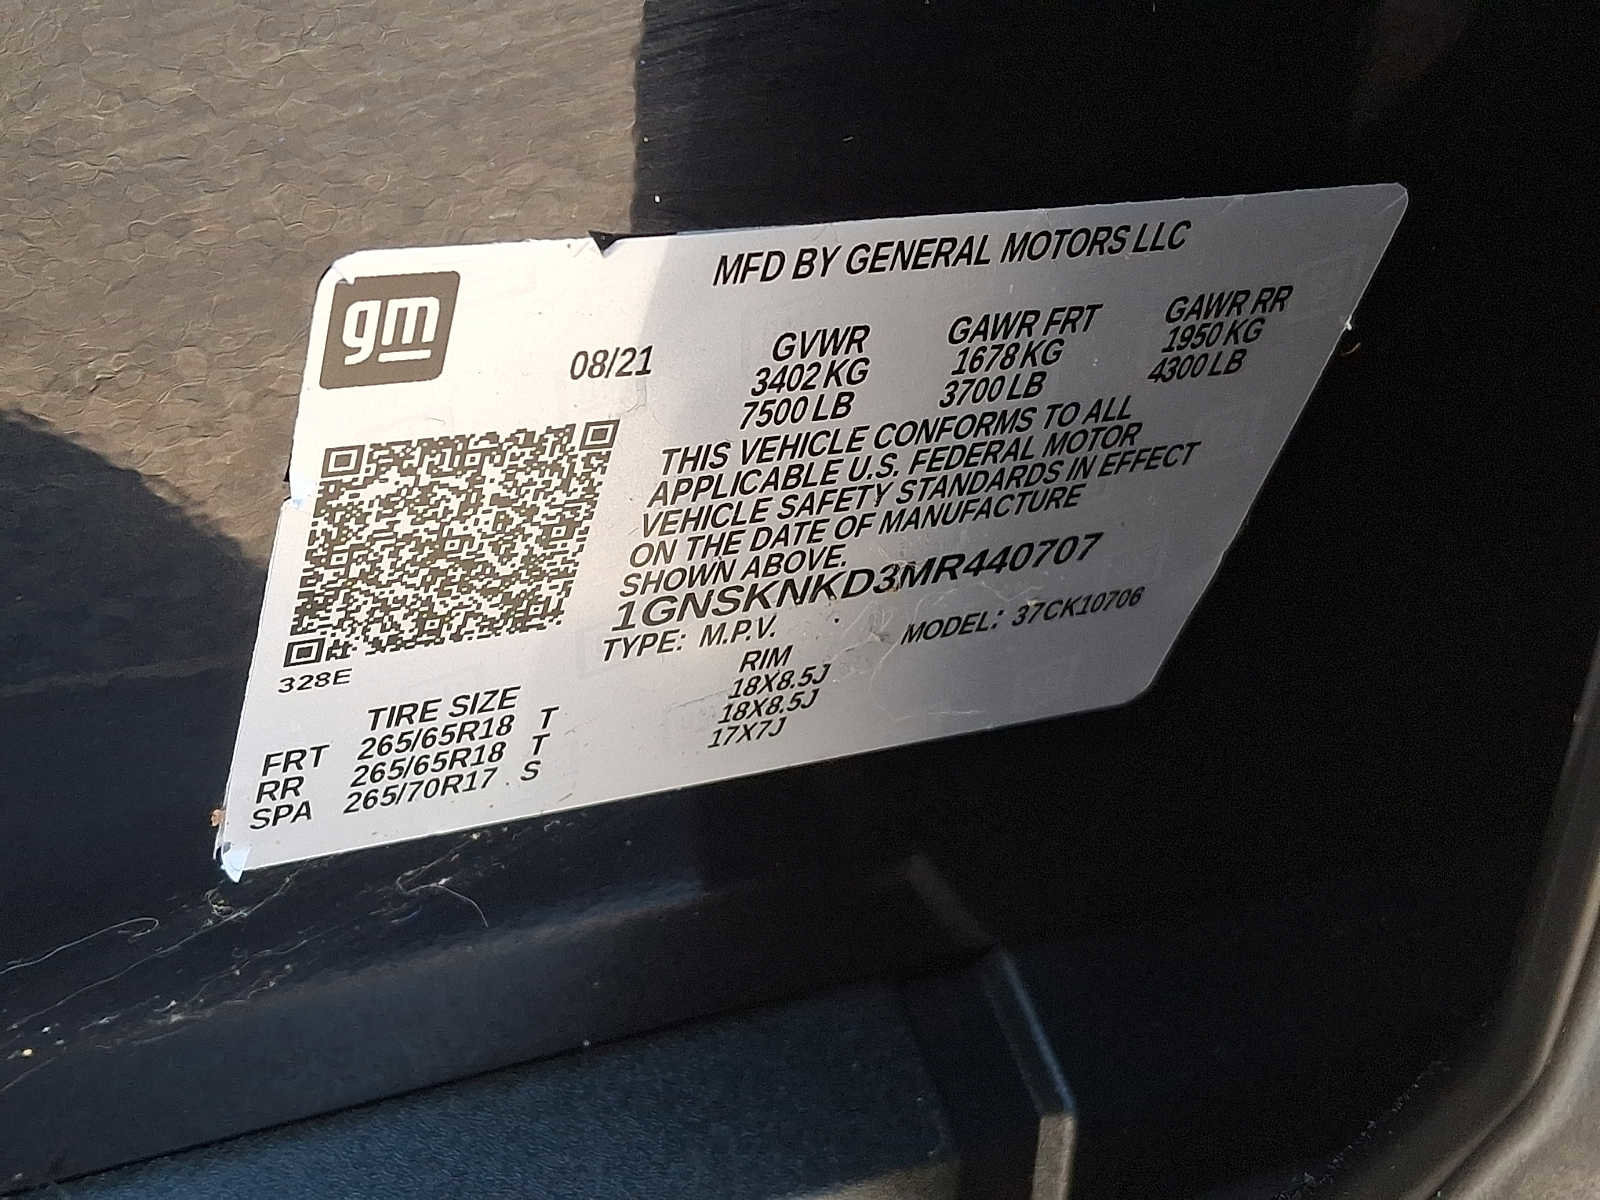 gm
MFD BY GENERAL MOTORS LLC
08/21
GVWR GAWR FRT GAWR RR
3402 KG 1678 KG 1950 KG
7500 LB 3700 LB 4300 LB
THIS VEHICLE CONFORMS TO ALL
APPLICABLE U.S. FEDERAL MOTOR
VEHICLE SAFETY STANDARDS IN EFFECT
ON THE DATE OF MANUFACTURE
SHOWN ABOVE.
1GNSKNKD3MR440707
TYPE: M.P.V. MODEL: 37CK10706
328E
TIRE SIZE RIM
FRT 265/65R18 T 18X8.5J
RR 265/65R18 T 18X8.5J
SPA 265/70R17 S 17X7J